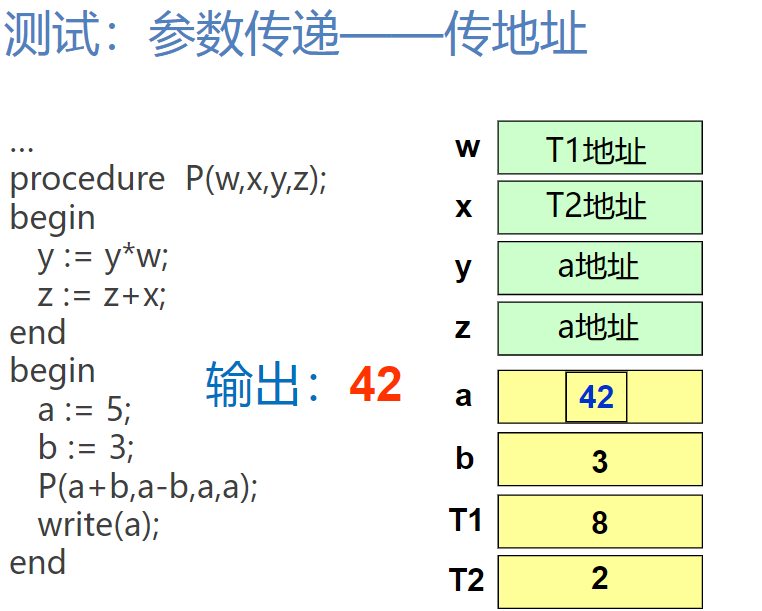 测试：参数传递——传地址
...
procedure P(w,x,y,z);
begin
y := y*w;
z := z+x;
end
begin
a := 5;
b := 3;
P(a+b,a-b,a,a);
write(a);
end
输出：42
w T1地址
x T2地址
y a地址
z a地址
a 42
b 3
T1 8
T2 2